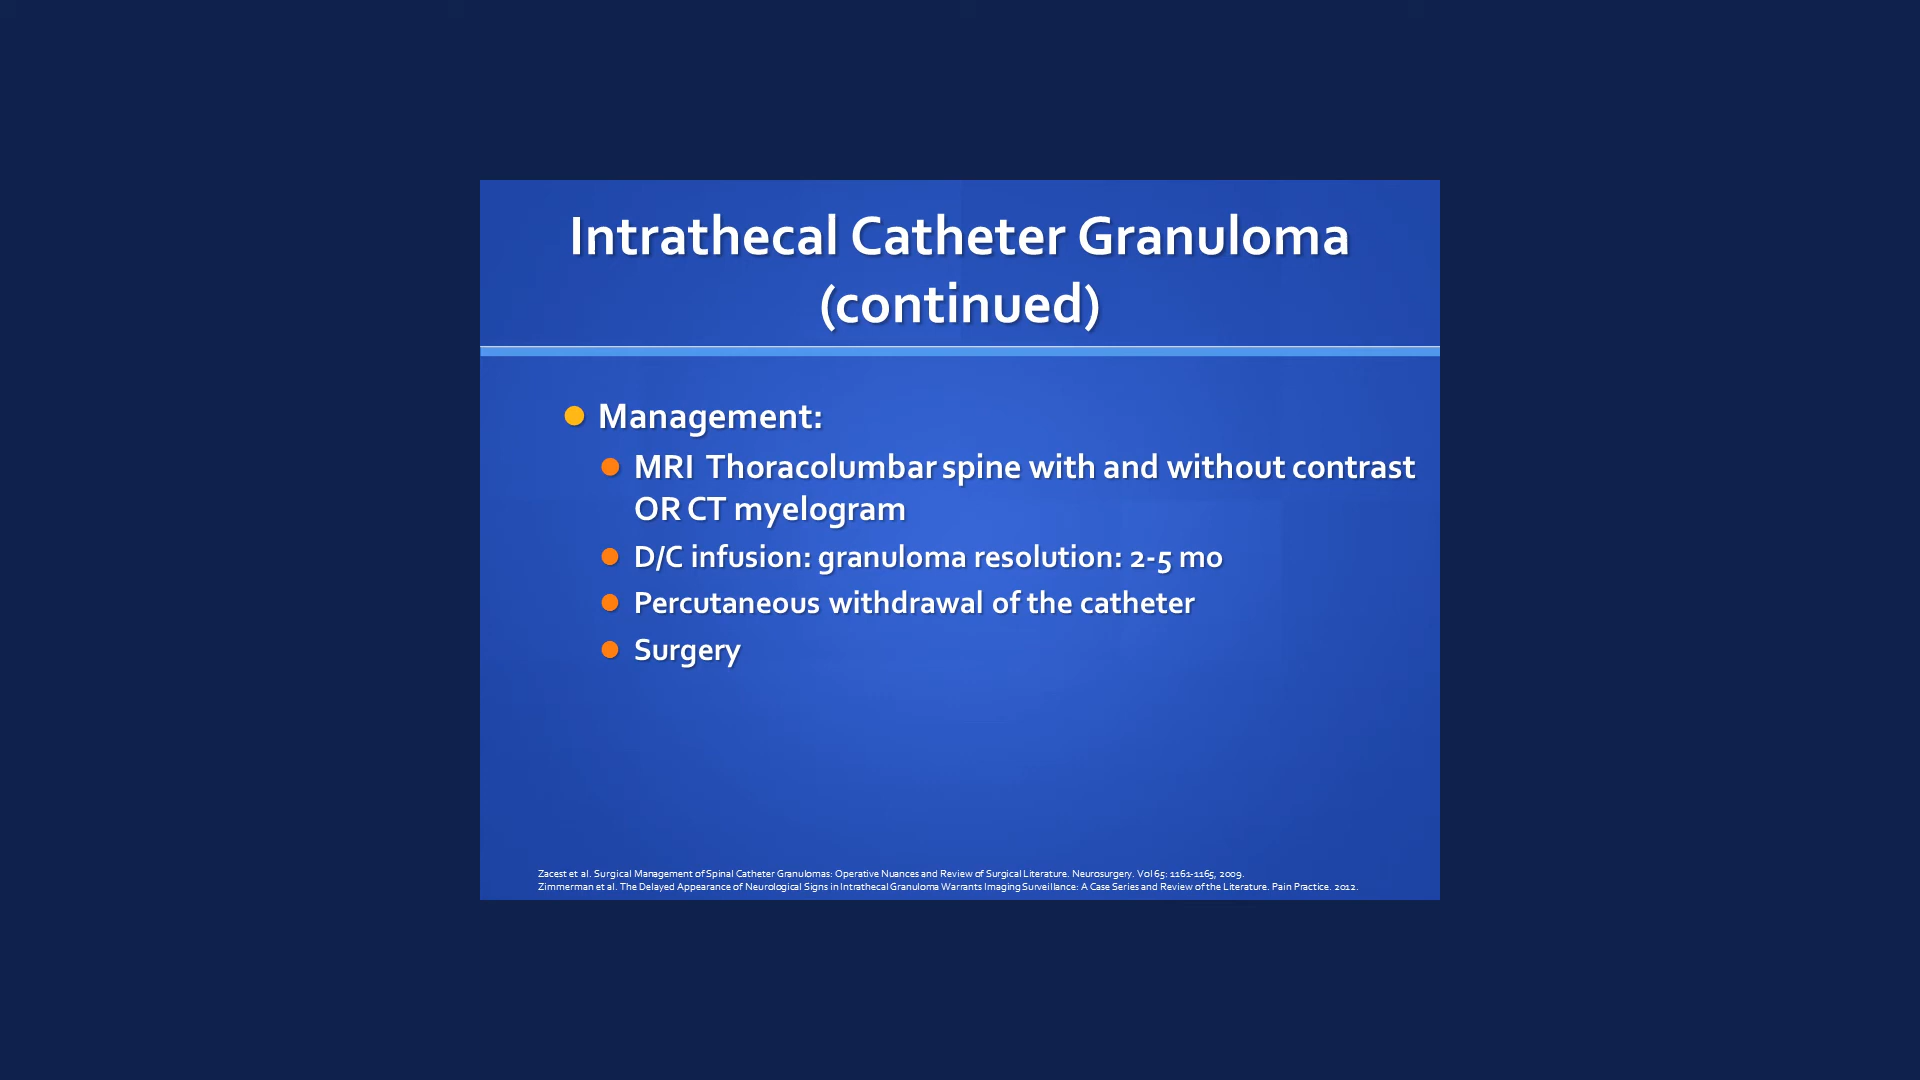 Intrathecal Catheter Granuloma
(continued)
Management:
MRI Thoracolumbar spine with and without contrast
OR CT myelogram
D/C infusion: granuloma resolution: 2-5 mo
Percutaneous withdrawal of the catheter
Surgery
Zacest et al. Surgical Management of Spinal Catheter Granulomas: Operative Nuances and Review of Surgical Literature. Neurosurgery. Vol 65: 1161-1165, 2009.
Zimmerman et al. The Delayed Appearance of Neurological Signs in Intrathecal Granuloma Warrants Imaging Surveillance: A Case Series and Review of the Literature. Pain Practice. 2012.